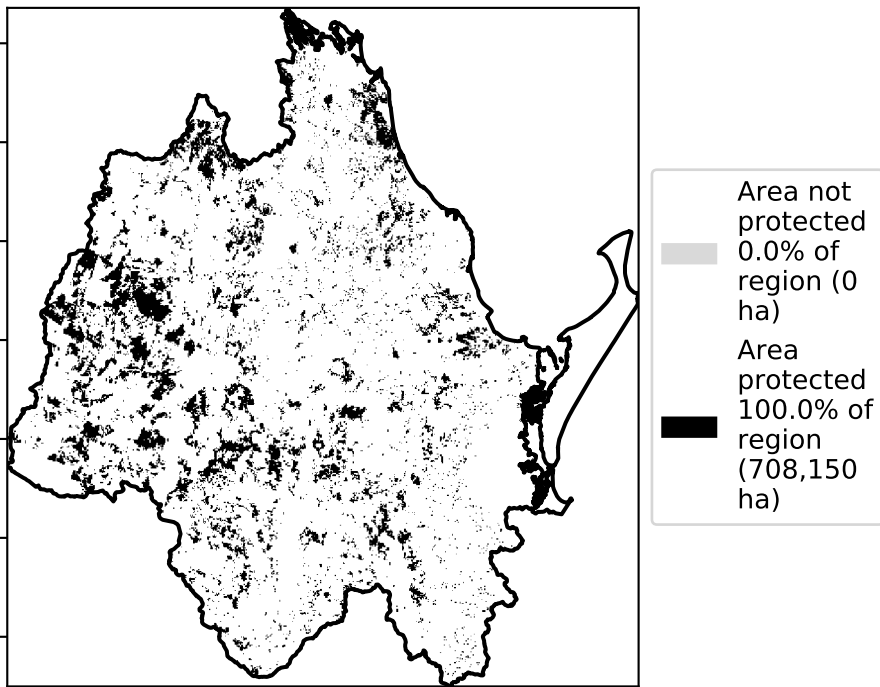 Area not
protected
0.0% of
region (0
ha)
Area
protected
100.0% of
region
(708,150
ha)